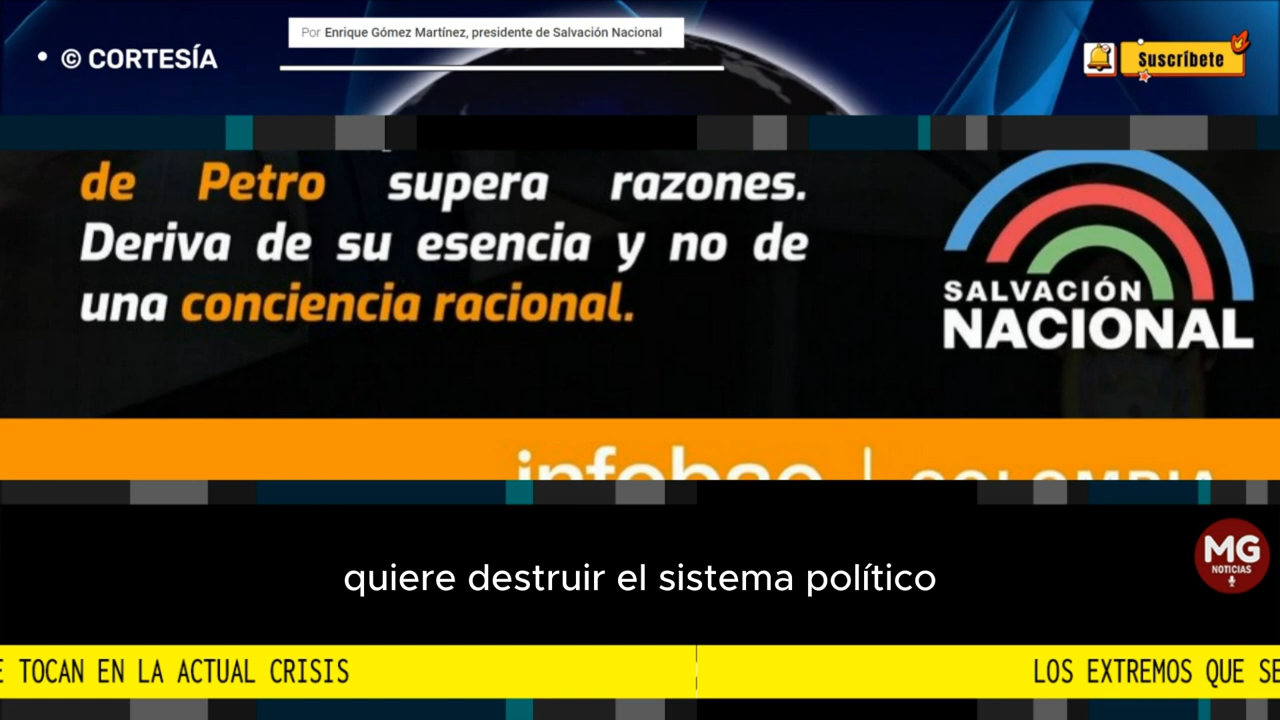 Por Enrique Gómez Martínez, presidente de Salvación Nacional
• © CORTESÍA
Suscríbete
de Petro supera razones.
Deriva de su esencia y no de
una conciencia racional.
SALVACIÓN
NACIONAL
infobae | COLOMBIA
quiere destruir el sistema político
MG
NOTICIAS
E TOCAN EN LA ACTUAL CRISIS
LOS EXTREMOS QUE SE